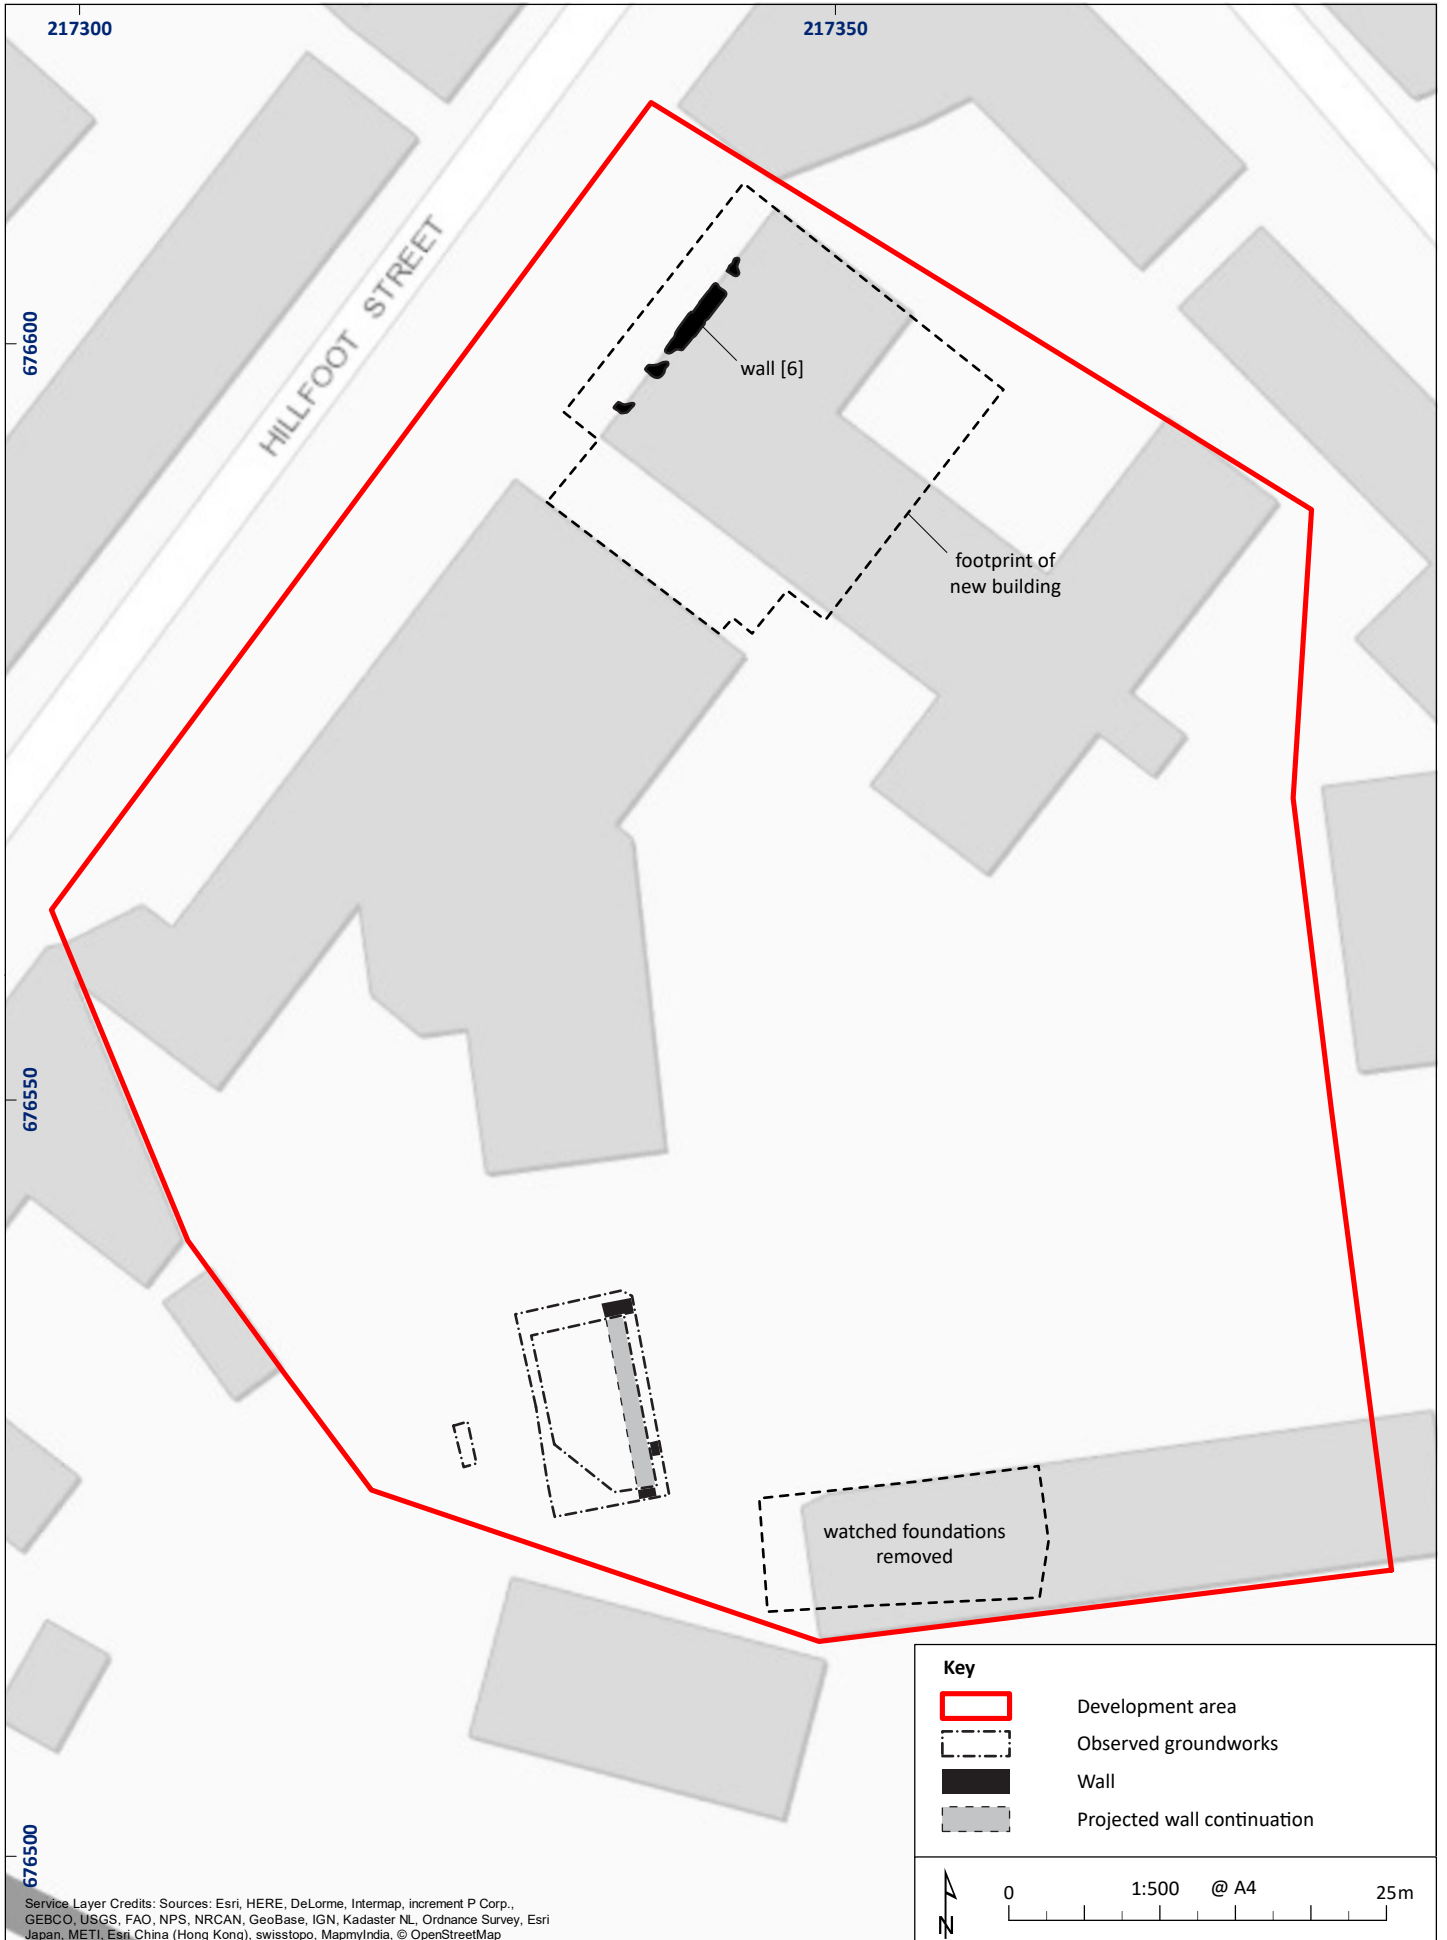 217300
217350
676600
HILLFOOT STREET
wall [6]
footprint of
new building
676550
watched foundations
removed
676500
Key
Development area
Observed groundworks
Wall
Projected wall continuation
N
0
1:500 @ A4
25m
Service Layer Credits: Sources: Esri, HERE, DeLorme, Intermap, increment P Corp.,
GEBCO, USGS, FAO, NPS, NRCAN, GeoBase, IGN, Kadaster NL, Ordnance Survey, Esri
Japan, METI, Esri China (Hong Kong), swisstopo, MapmyIndia, © OpenStreetMap